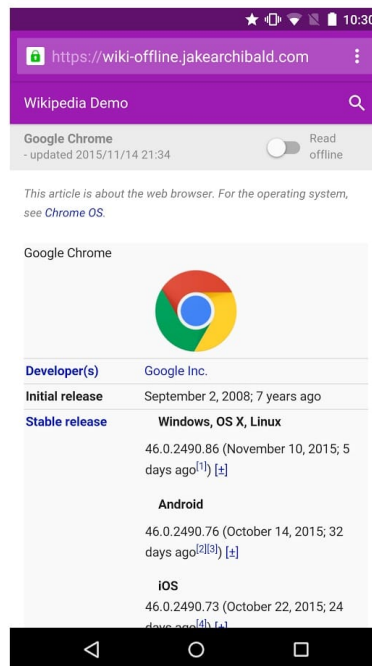 10:30
https://wiki-offline.jakearchibald.com
Wikipedia Demo
Google Chrome
- updated 2015/11/14 21:34
Read
offline
This article is about the web browser. For the operating system,
see Chrome OS.
Google Chrome
Developer(s) Google Inc.
Initial release September 2, 2008; 7 years ago
Stable release Windows, OS X, Linux
46.0.2490.86 (November 10, 2015; 5
days ago[1]) [±]
Android
46.0.2490.76 (October 14, 2015; 32
days ago[2][3]) [±]
iOS
46.0.2490.73 (October 22, 2015; 24
days ago[4]) [±]